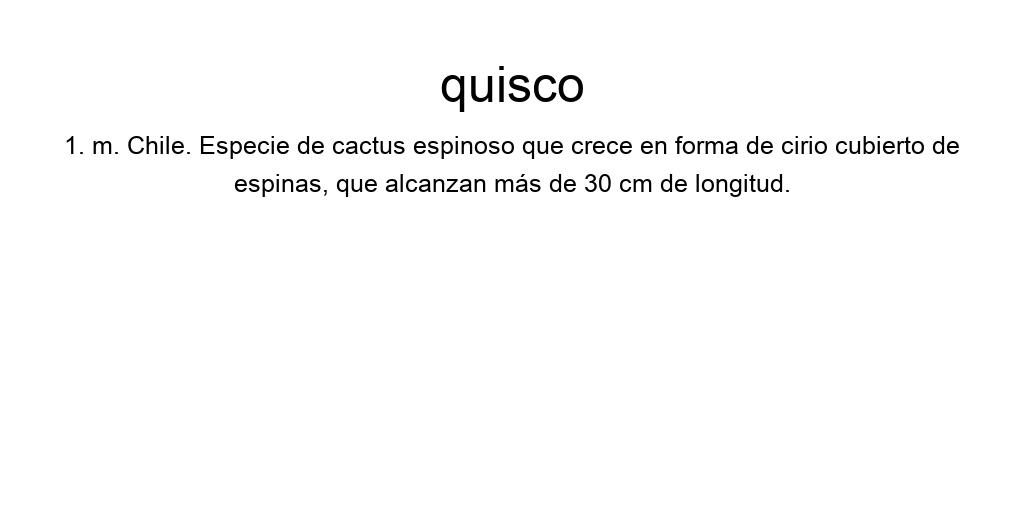 quisco
1. m. Chile. Especie de cactus espinoso que crece en forma de cirio cubierto de
espinas, que alcanzan más de 30 cm de longitud.